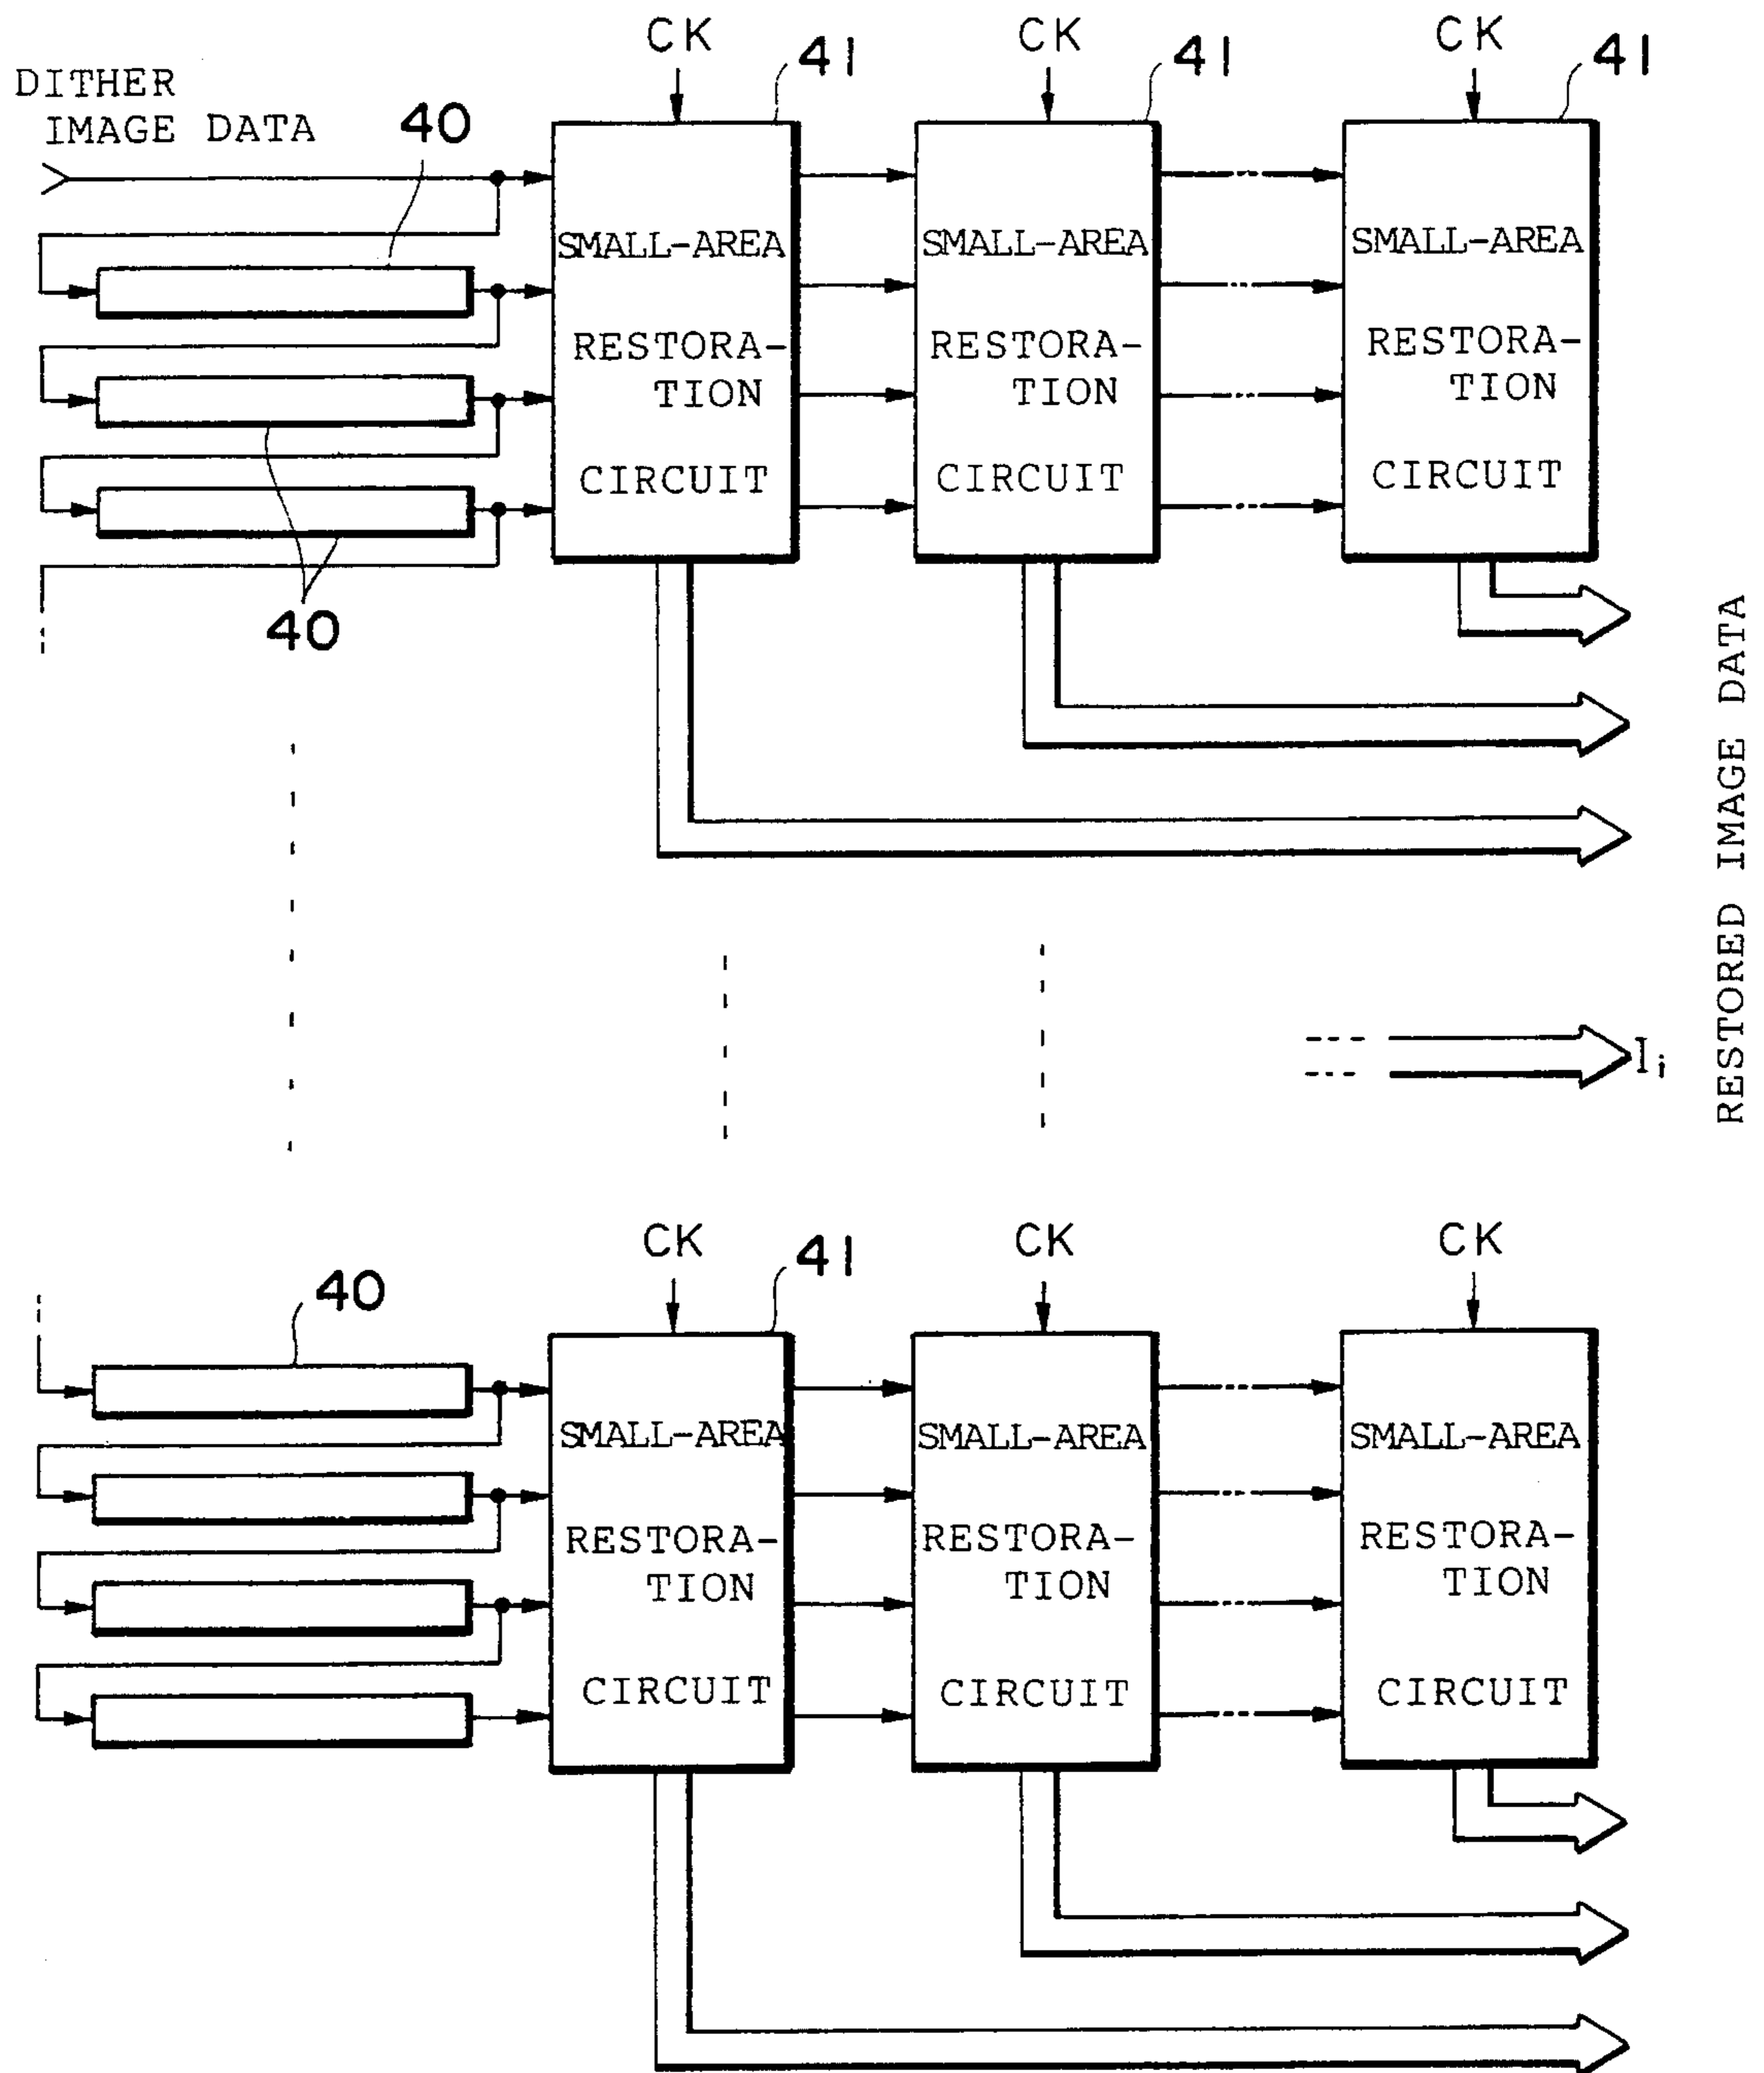 CK
CK
CK
41
41
41
DITHER
IMAGE DATA
40
SMALL-AREA
RESTORA-
TION
CIRCUIT
SMALL-AREA
RESTORA-
TION
CIRCUIT
SMALL-AREA
RESTORA-
TION
CIRCUIT
40
RESTORED IMAGE DATA
Ii
CK
CK
CK
41
40
SMALL-AREA
RESTORA-
TION
CIRCUIT
SMALL-AREA
RESTORA-
TION
CIRCUIT
SMALL-AREA
RESTORA-
TION
CIRCUIT